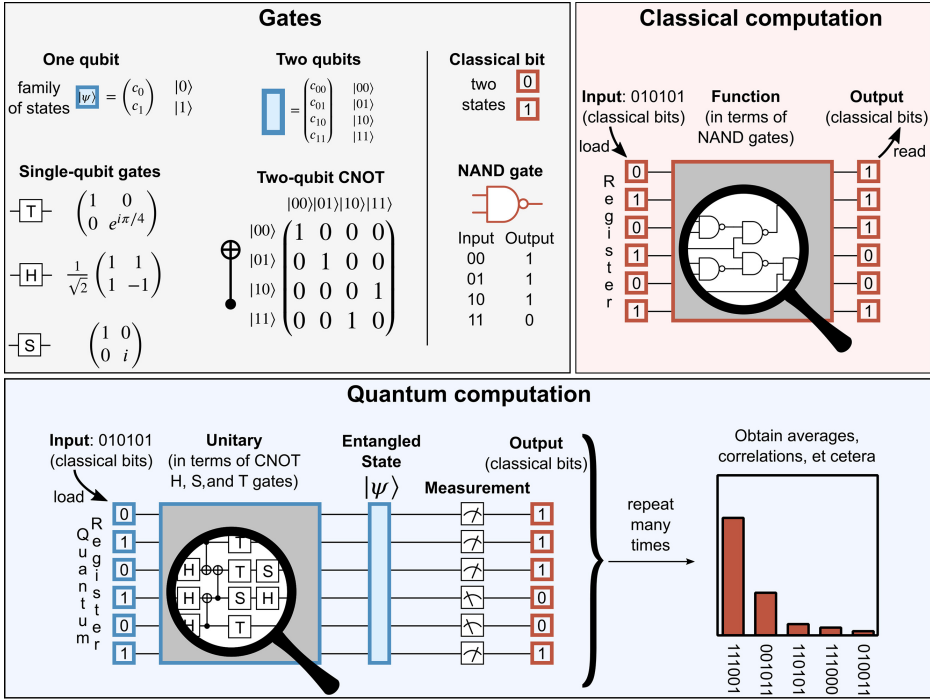 Gates
One qubit
family
of states
|ψ⟩ = (c0 c1) |0⟩ |1⟩
Two qubits
= (c00 c01 c10 c11) |00⟩ |01⟩ |10⟩ |11⟩
Classical bit
two
states
0
1
Single-qubit gates
T
1 0
0 e^{iπ/4}
H
1/√2
1 1
1 −1
S
1 0
0 i
Two-qubit CNOT
|00⟩|01⟩|10⟩|11⟩
|00⟩ 1 0 0 0
|01⟩ 0 1 0 0
|10⟩ 0 0 0 1
|11⟩ 0 0 1 0
NAND gate
Input Output
00 1
01 1
10 1
11 0
Classical computation
Input: 010101
(classical bits)
load
Function
(in terms of
NAND gates)
Output
(classical bits)
read
Register
0 1
1 1
0 1
1 1
0 1
1 1
Quantum computation
Input: 010101
(classical bits)
load
Unitary
(in terms of CNOT
H, S,and T gates)
Entangled
State
|ψ⟩
Output
(classical bits)
Measurement
Quantum
Register
0 1
1 T 1
0 H T S 1
1 H S H 0
0 H T 0
1 1
repeat
many
times
Obtain averages,
correlations, et cetera
111001
001011
110101
111000
010011